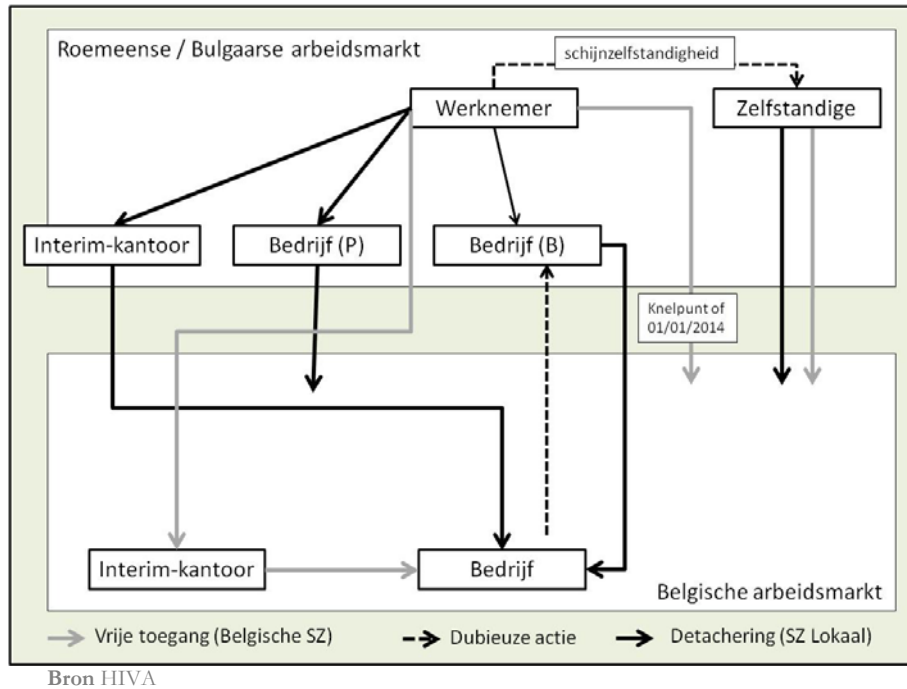 Roemeense / Bulgaarse arbeidsmarkt
schijnzelfstandigheid
Werknemer
Zelfstandige
Interim-kantoor
Bedrijf (P)
Bedrijf (B)
Knelpunt of
01/01/2014
Interim-kantoor
Bedrijf
Belgische arbeidsmarkt
Vrije toegang (Belgische SZ)
Dubieuze actie
Detachering (SZ Lokaal)
Bron HIVA